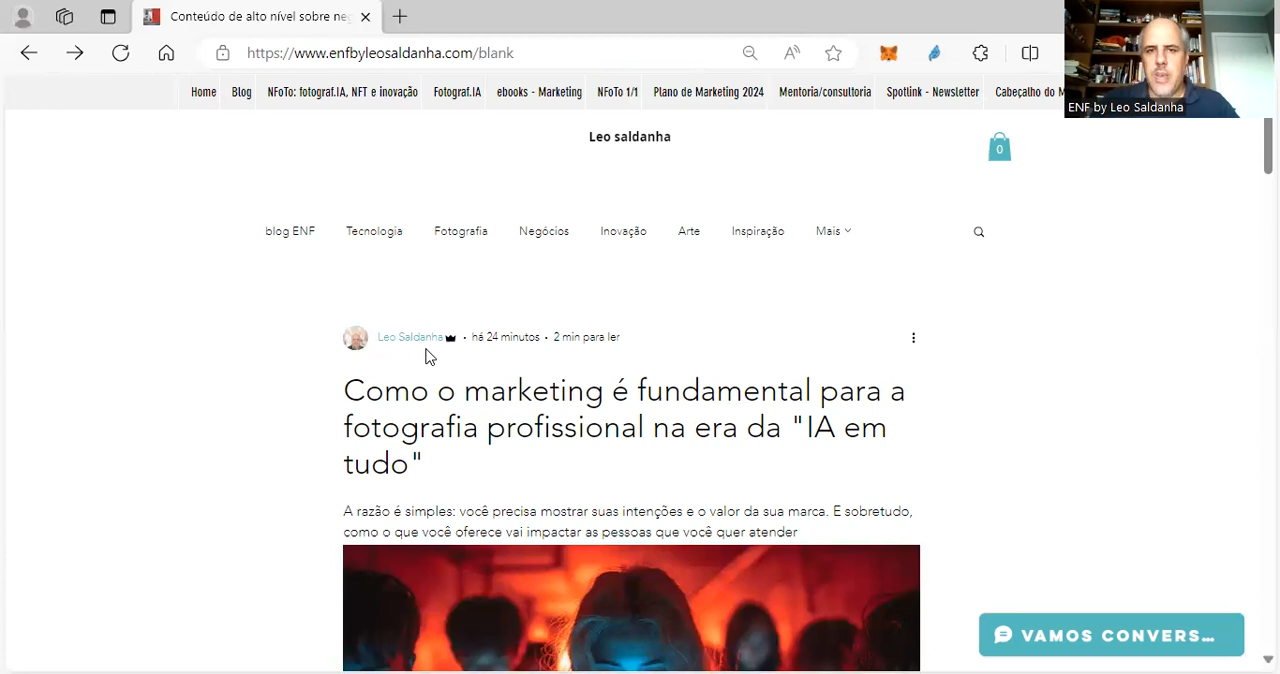 Conteúdo de alto nível sobre ne
https://www.enfbyleosaldanha.com/blank
ENF by Leo Saldanha
Home
Blog
NFoTo: fotograf.IA, NFT e inovação
Fotograf.IA
ebooks - Marketing
NFoTo 1/1
Plano de Marketing 2024
Mentoria/consultoria
Spotlink - Newsletter
Cabeçalho do M
Leo saldanha
0
blog ENF
Tecnologia
Fotografia
Negócios
Inovação
Arte
Inspiração
Mais
Leo Saldanha · há 24 minutos · 2 min para ler
Como o marketing é fundamental para a
fotografia profissional na era da "IA em
tudo"
A razão é simples: você precisa mostrar suas intenções e o valor da sua marca. E sobretudo,
como o que você oferece vai impactar as pessoas que você quer atender
VAMOS CONVERS...